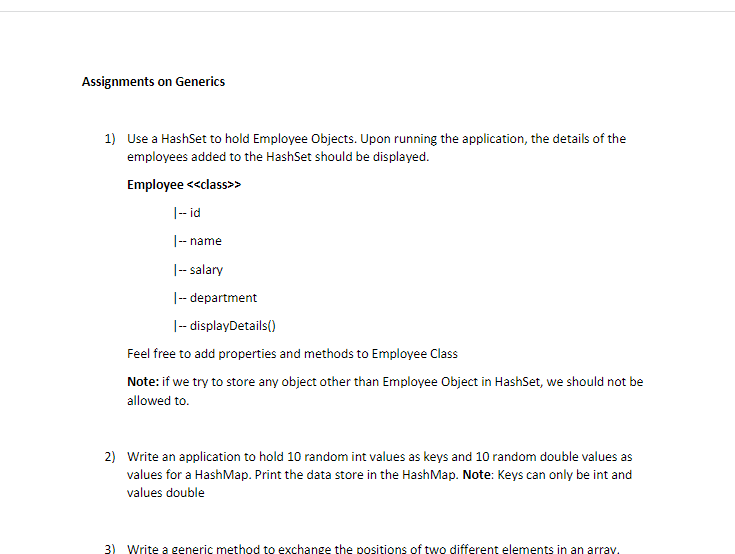 Assignments on Generics
1) Use a HashSet to hold Employee Objects. Upon running the application, the details of the
employees added to the HashSet should be displayed.
Employee <<class>>
|-- id
|-- name
|-- salary
|-- department
|-- displayDetails()
Feel free to add properties and methods to Employee Class
Note: if we try to store any object other than Employee Object in HashSet, we should not be
allowed to.
2) Write an application to hold 10 random int values as keys and 10 random double values as
values for a HashMap. Print the data store in the HashMap. Note: Keys can only be int and
values double
3) Write a generic method to exchange the positions of two different elements in an array.